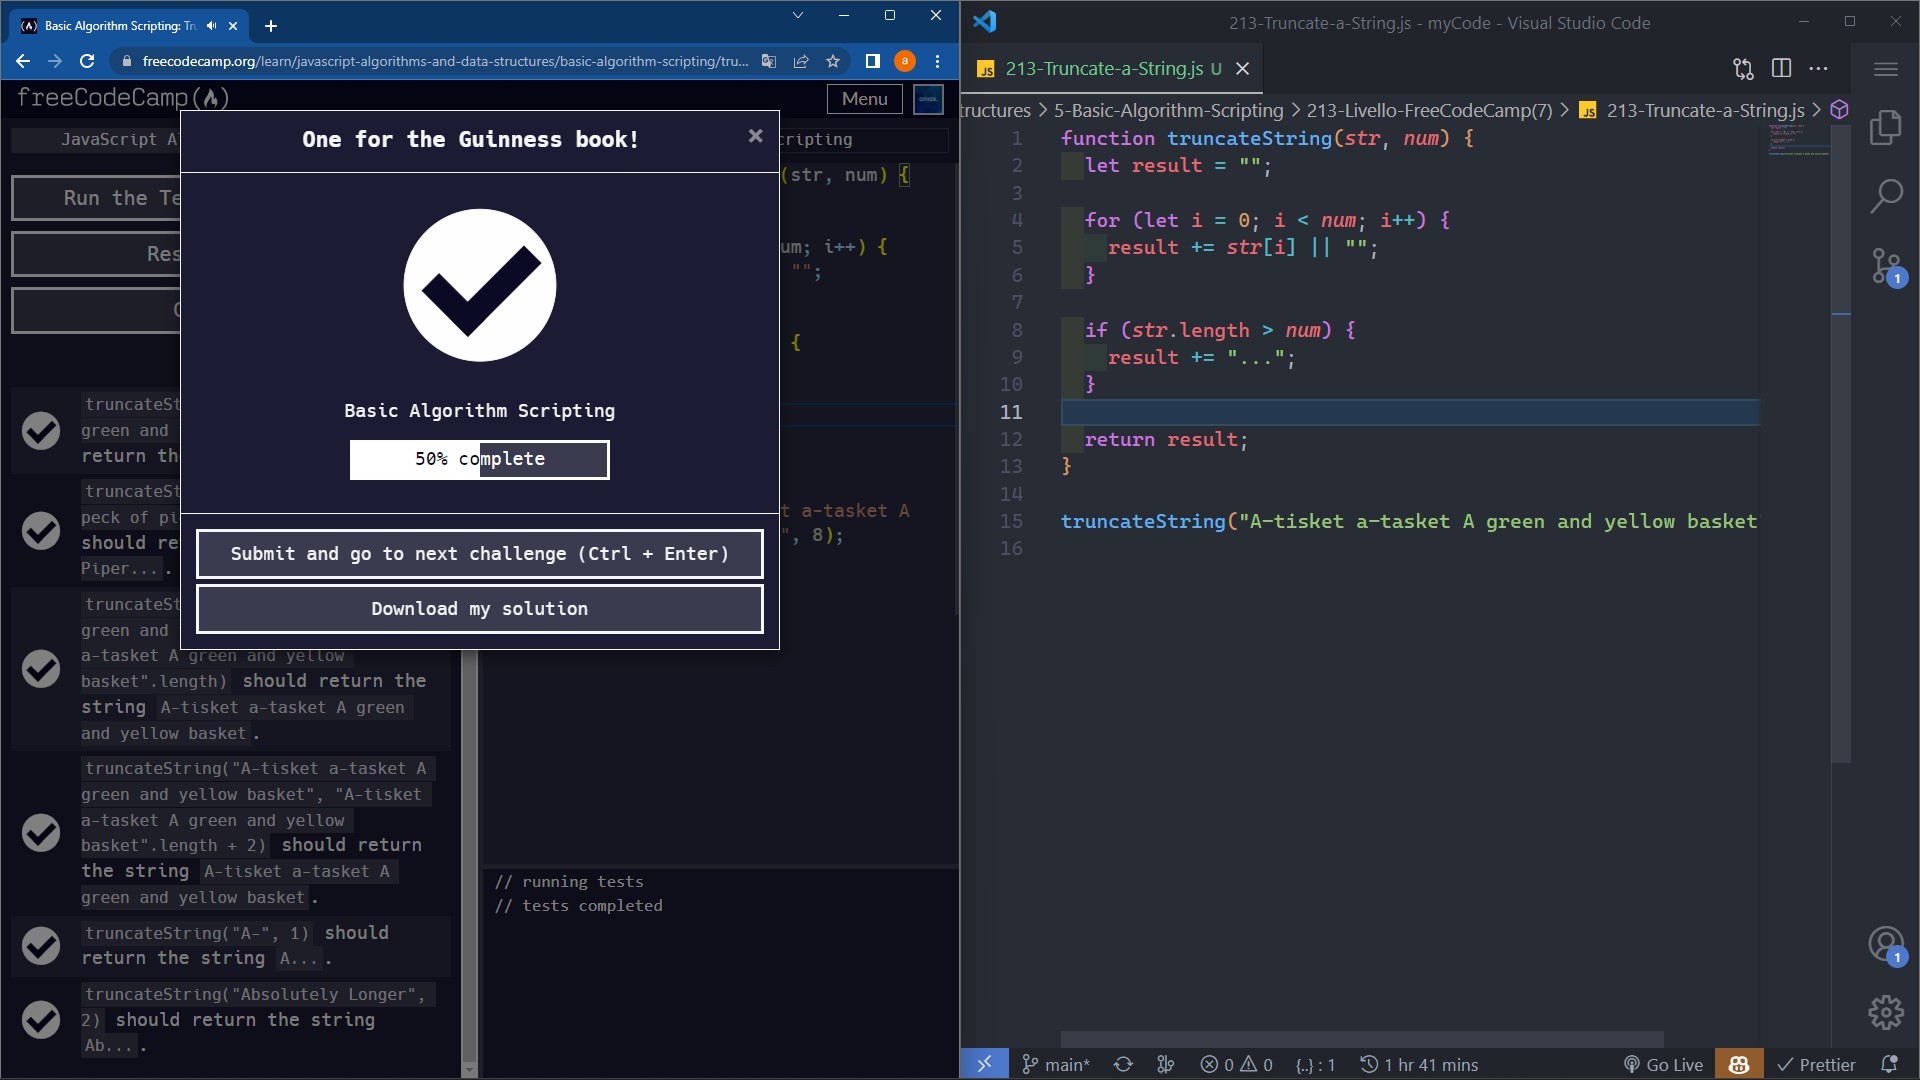 Basic Algorithm Scripting: Tr
freecodecamp.org/learn/javascript-algorithms-and-data-structures/basic-algorithm-scripting/tru...
a
freeCodeCamp
Menu
anas.
JavaScript A
cripting
Run the Te
Res
One for the Guinness book!
Basic Algorithm Scripting
50% complete
Submit and go to next challenge (Ctrl + Enter)
Download my solution
(str, num) {
um; i++) {
"";
{
t a-tasket A
", 8);
truncateSt
green and
return th
truncateSt
peck of pi
should re
Piper... .
truncateSt
green and
a-tasket A green and yellow
basket".length) should return the
string A-tisket a-tasket A green
and yellow basket .
truncateString("A-tisket a-tasket A
green and yellow basket", "A-tisket
a-tasket A green and yellow
basket".length + 2) should return
the string A-tisket a-tasket A
green and yellow basket .
truncateString("A-", 1) should
return the string A... .
truncateString("Absolutely Longer",
2) should return the string
Ab... .
// running tests
// tests completed
213-Truncate-a-String.js - myCode - Visual Studio Code
JS 213-Truncate-a-String.js U
tructures > 5-Basic-Algorithm-Scripting > 213-Livello-FreeCodeCamp(7) > JS 213-Truncate-a-String.js >
1 function truncateString(str, num) {
2 let result = "";
3
4 for (let i = 0; i < num; i++) {
5 result += str[i] || "";
6 }
7
8 if (str.length > num) {
9 result += "...";
10 }
11
12 return result;
13 }
14
15 truncateString("A-tisket a-tasket A green and yellow basket"
16
1
1
main* 0 0 {..} : 1 1 hr 41 mins Go Live Prettier